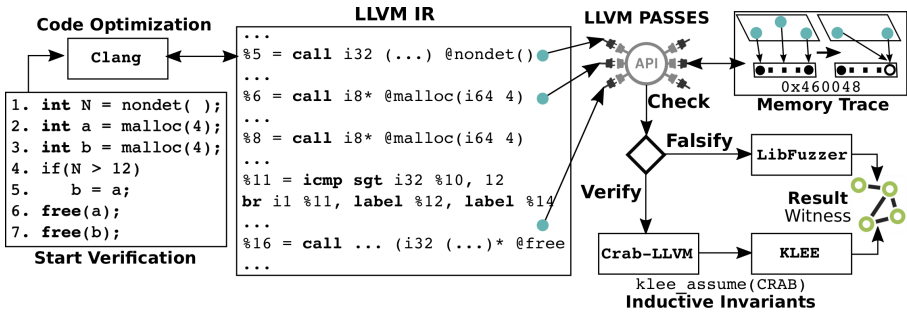 Code Optimization
Clang
1. int N = nondet( );
2. int a = malloc(4);
3. int b = malloc(4);
4. if(N > 12)
5. b = a;
6. free(a);
7. free(b);
Start Verification
LLVM IR
...
%5 = call i32 (...) @nondet()
...
%6 = call i8* @malloc(i64 4)
...
%8 = call i8* @malloc(i64 4)
...
%11 = icmp sgt i32 %10, 12
br i1 %11, label %12, label %14
...
%16 = call ... (i32 (...)* @free
...
LLVM PASSES
API
Check
0x460048
Memory Trace
Falsify
LibFuzzer
Verify
Result
Witness
Crab-LLVM
KLEE
klee_assume(CRAB)
Inductive Invariants